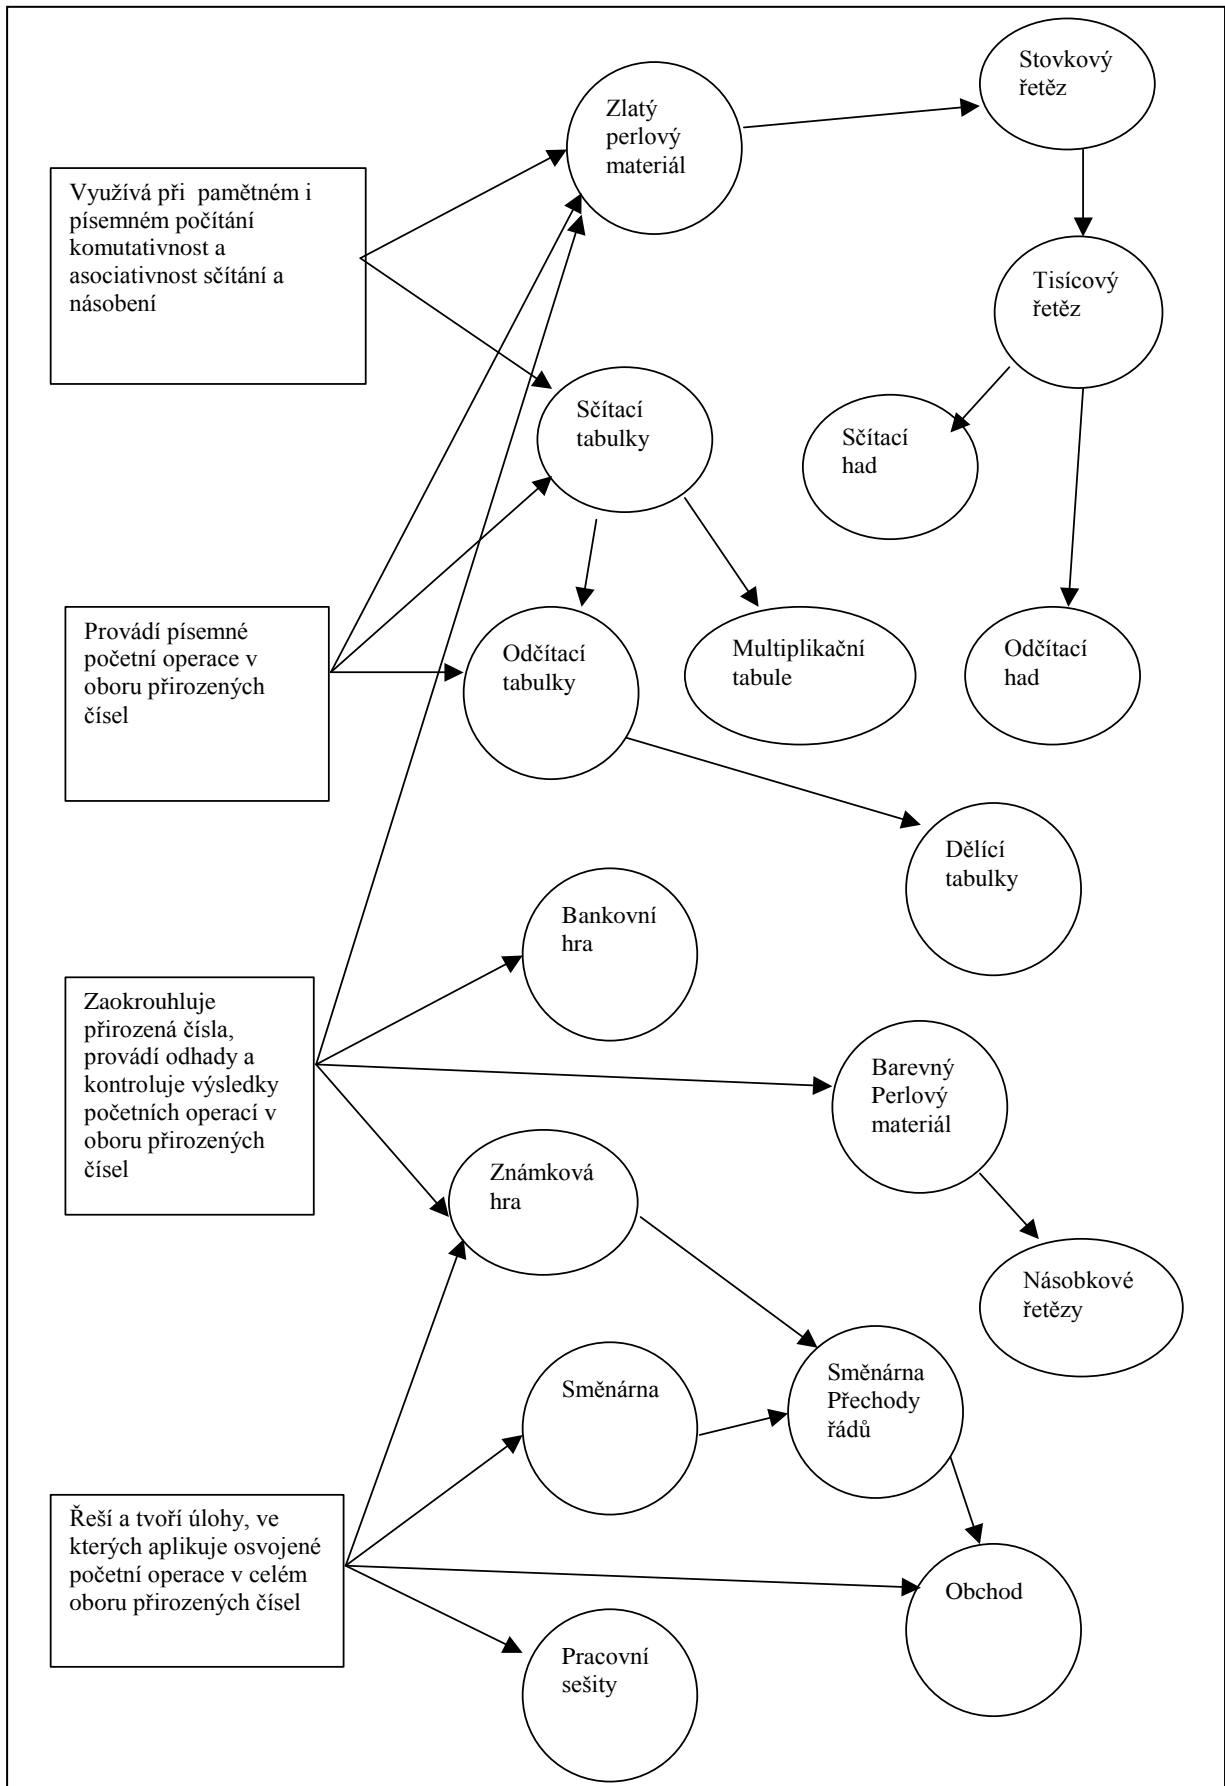 Stovkový
řetěz
Zlatý
perlový
materiál
Využívá při  pamětném i
písemném počítání
komutativnost a
asociativnost sčítání a
násobení
Tisícový
řetěz
Sčítací
tabulky
Sčítací
had
Provádí písemné
početní operace v
oboru přirozených
čísel
Odčítací
tabulky
Multiplikační
tabule
Odčítací
had
Dělící
tabulky
Bankovní
hra
Zaokrouhluje
přirozená čísla,
provádí odhady a
kontroluje výsledky
početních operací v
oboru přirozených
čísel
Barevný
Perlový
materiál
Známková
hra
Násobkové
řetězy
Směnárna
Směnárna
Přechody
řádů
Řeší a tvoří úlohy, ve
kterých aplikuje osvojené
početní operace v celém
oboru přirozených čísel
Obchod
Pracovní
sešity